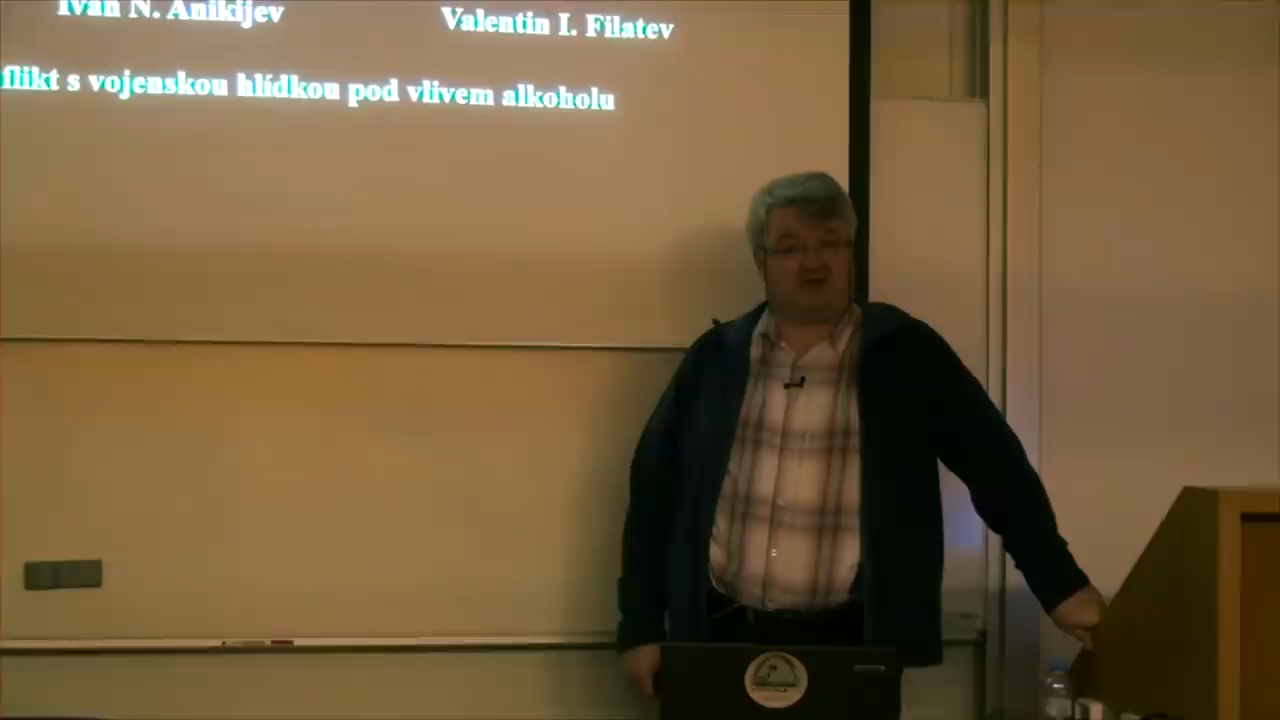 Ivan N. Anikijev
Valentin I. Filatev
flikt s vojenskou hlídkou pod vlivem alkoholu